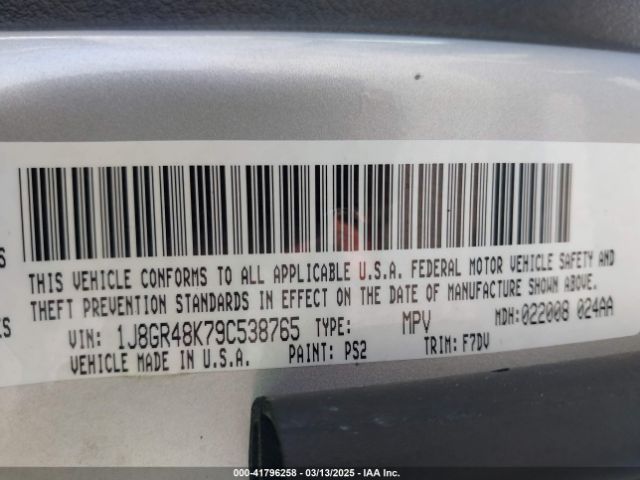 S
THIS VEHICLE CONFORMS TO ALL APPLICABLE U.S.A. FEDERAL MOTOR VEHICLE SAFETY AND
THEFT PREVENTION STANDARDS IN EFFECT ON THE DATE OF MANUFACTURE SHOWN ABOVE.
ES
VIN: 1J8GR48K79C538765 TYPE: MPV MDH: 022008 024AA
VEHICLE MADE IN U.S.A. PAINT: PS2 TRIM: F7DV
000-41796258 - 03/13/2025 - IAA Inc.